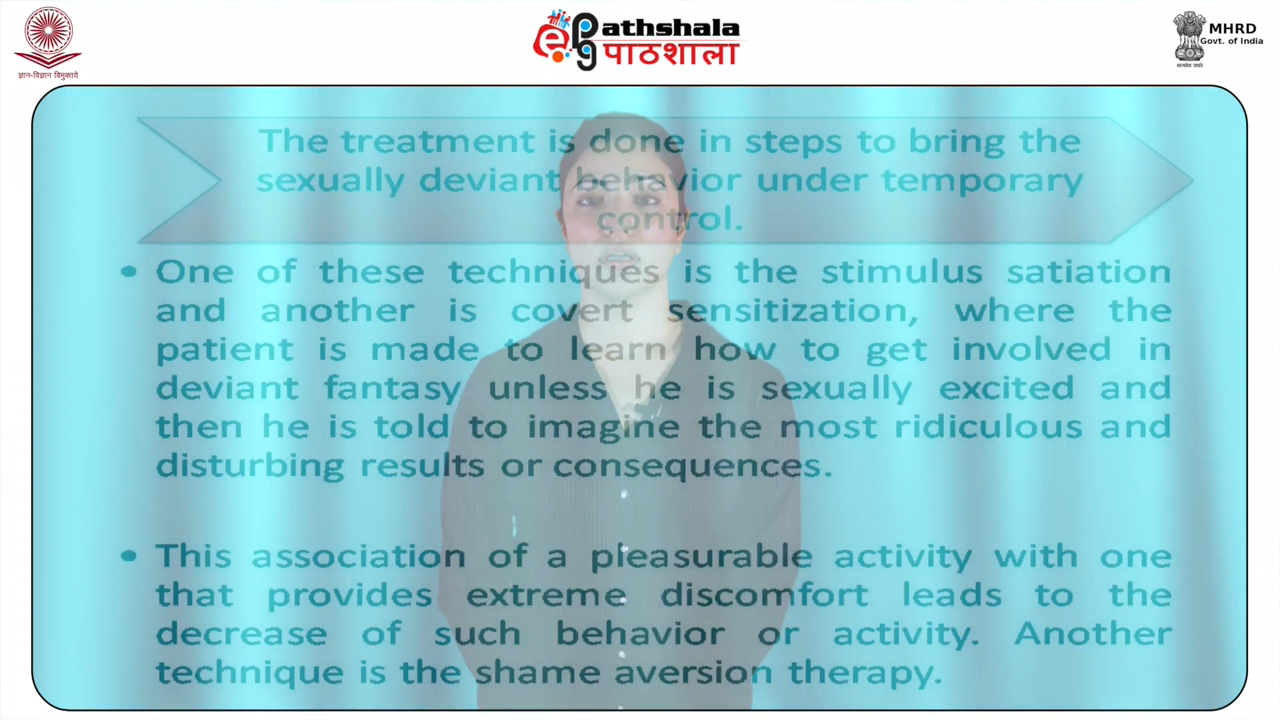 ज्ञान-विज्ञान विमुक्तये
epg Pathshala
पाठशाला
MHRD
Govt. of India
सत्यमेव जयते
The treatment is done in steps to bring the
sexually deviant behavior under temporary
control.
• One of these techniques is the stimulus satiation
and another is covert sensitization, where the
patient is made to learn how to get involved in
deviant fantasy unless he is sexually excited and
then he is told to imagine the most ridiculous and
disturbing results or consequences.
• This association of a pleasurable activity with one
that provides extreme discomfort leads to the
decrease of such behavior or activity. Another
technique is the shame aversion therapy.